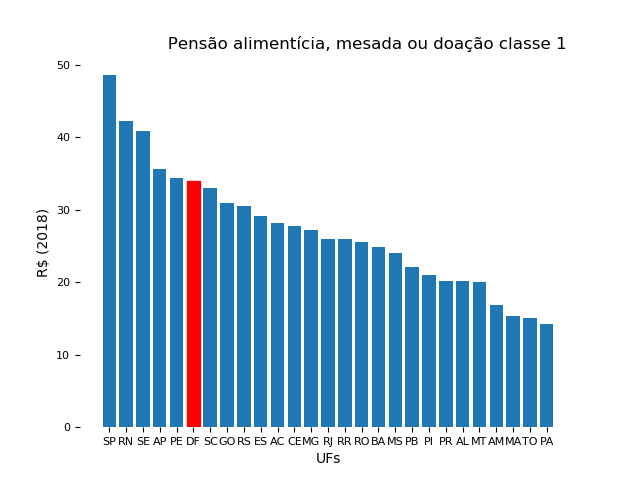 Pensão alimentícia, mesada ou doação classe 1
50
40
30
20
10
0
R$ (2018)
SP RN SE AP PE DF SC GO RS ES AC CE MG RJ RR RO BA MS PB PI PR AL MT AM MA TO PA
UFs